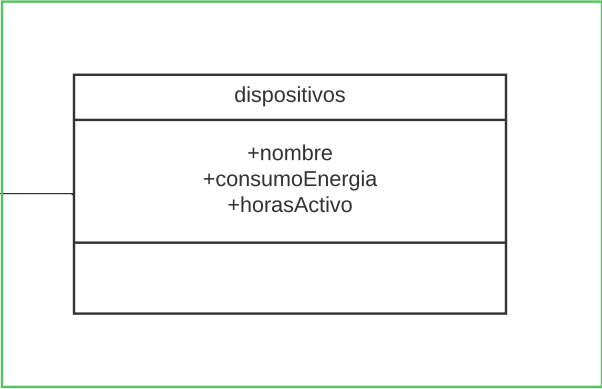 dispositivos
+nombre
+consumoEnergia
+horasActivo